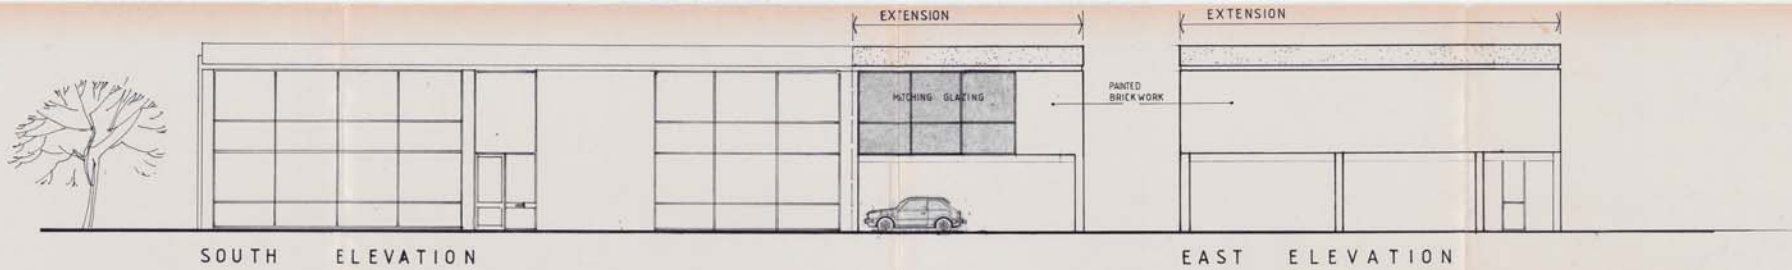 EXTENSION
EXTENSION
MATCHING GLAZING
PAINTED
BRICKWORK
SOUTH ELEVATION
EAST ELEVATION